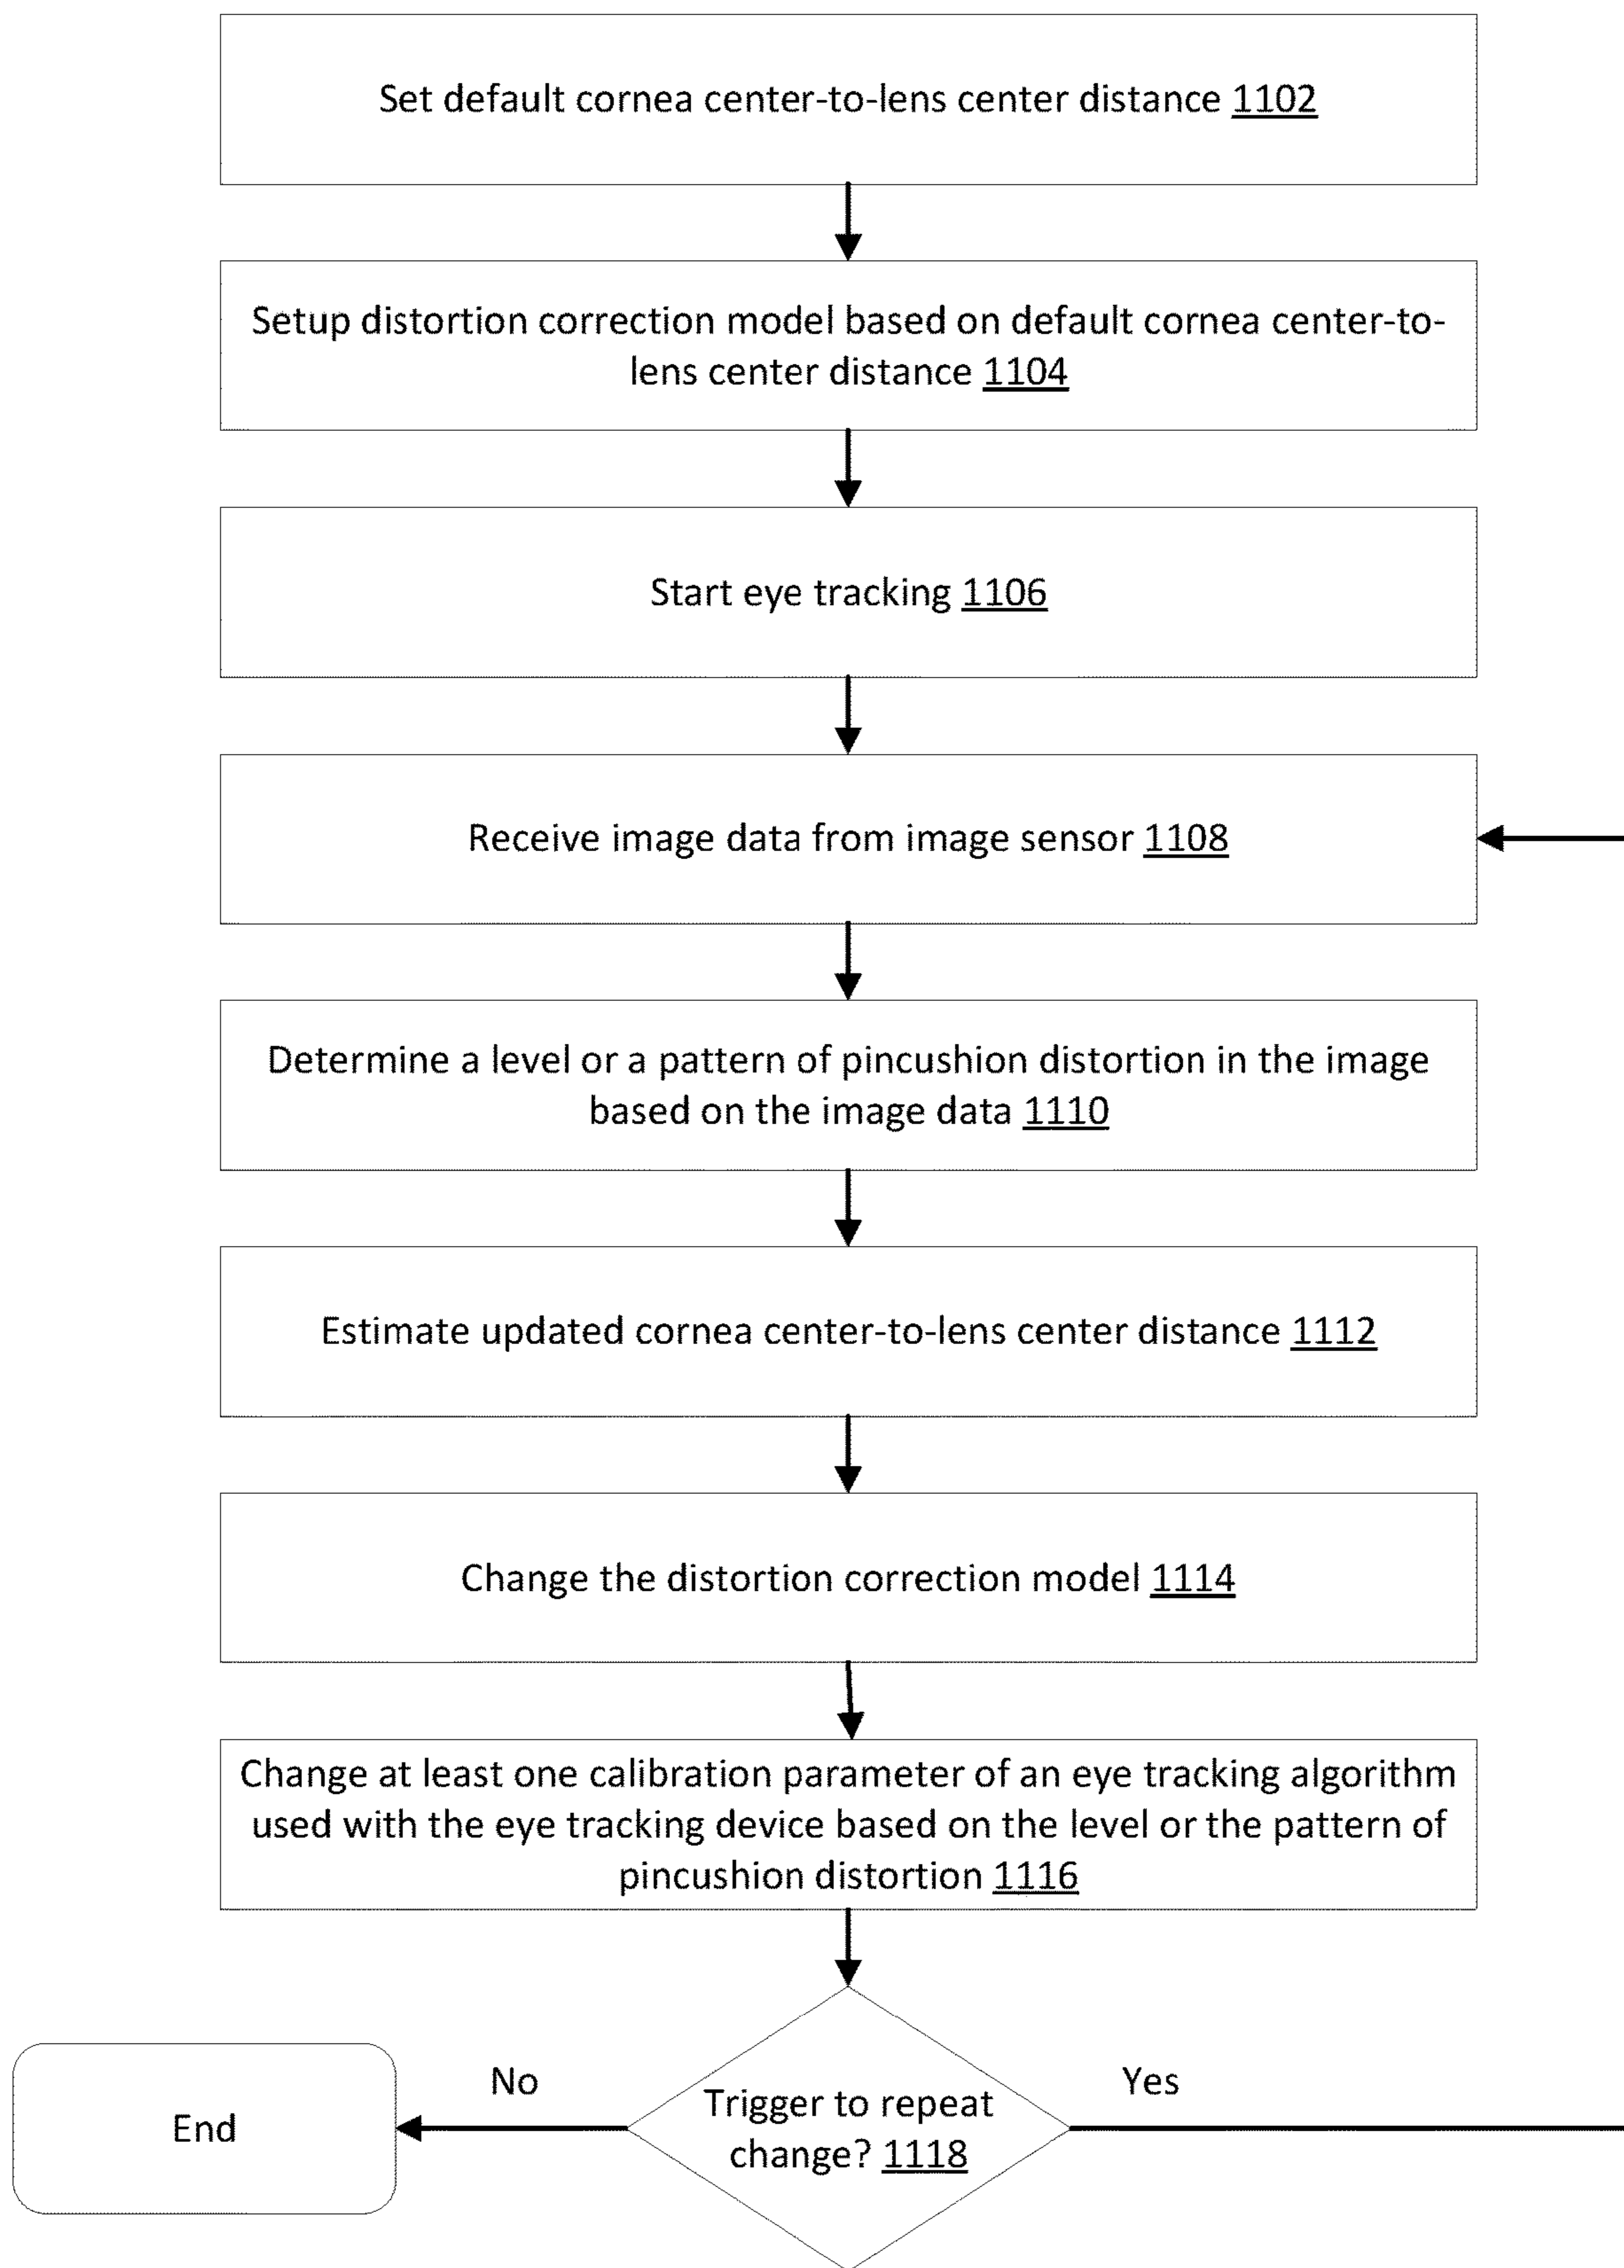 Set default cornea center-to-lens center distance 1102
Setup distortion correction model based on default cornea center-to-
lens center distance 1104
Start eye tracking 1106
Receive image data from image sensor 1108
Determine a level or a pattern of pincushion distortion in the image
based on the image data 1110
Estimate updated cornea center-to-lens center distance 1112
Change the distortion correction model 1114
Change at least one calibration parameter of an eye tracking algorithm
used with the eye tracking device based on the level or the pattern of
pincushion distortion 1116
No
Yes
End
Trigger to repeat
change? 1118